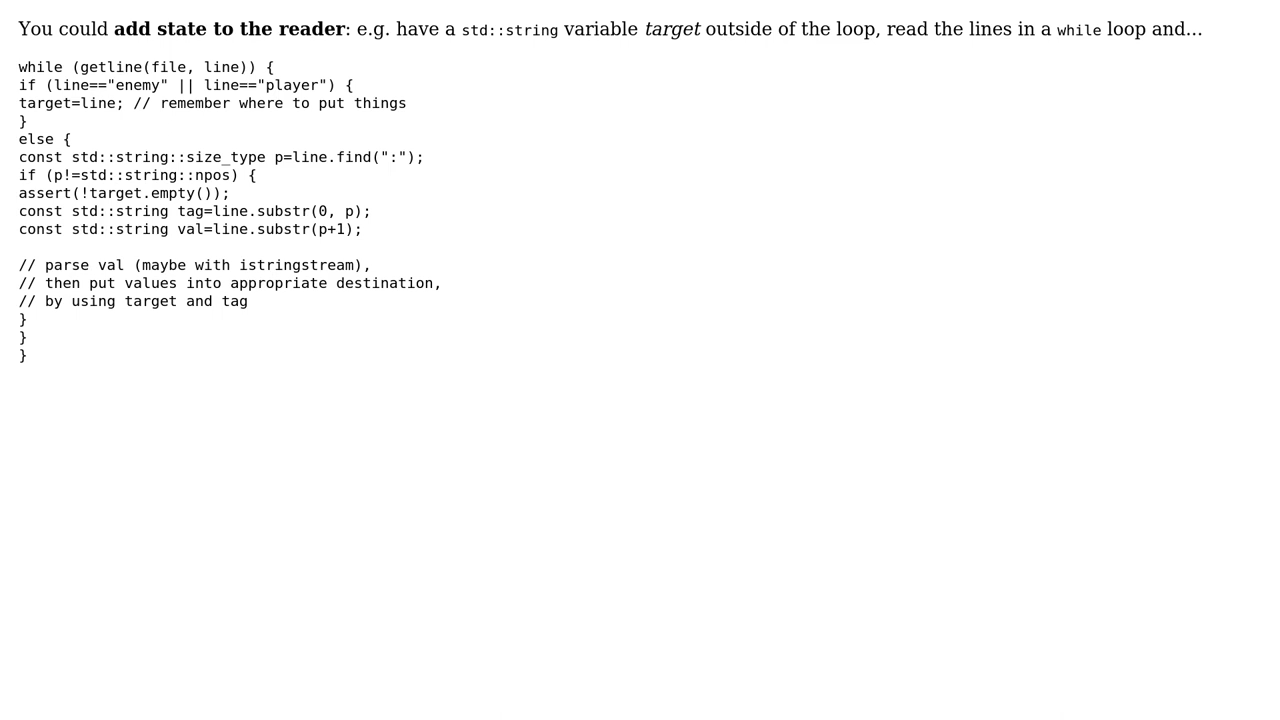 You could add state to the reader: e.g. have a std::string variable target outside of the loop, read the lines in a while loop and...
while (getline(file, line)) {
if (line=="enemy" || line=="player") {
target=line; // remember where to put things
}
else {
const std::string::size_type p=line.find(":");
if (p!=std::string::npos) {
assert(!target.empty());
const std::string tag=line.substr(0, p);
const std::string val=line.substr(p+1);

// parse val (maybe with istringstream),
// then put values into appropriate destination,
// by using target and tag
}
}
}